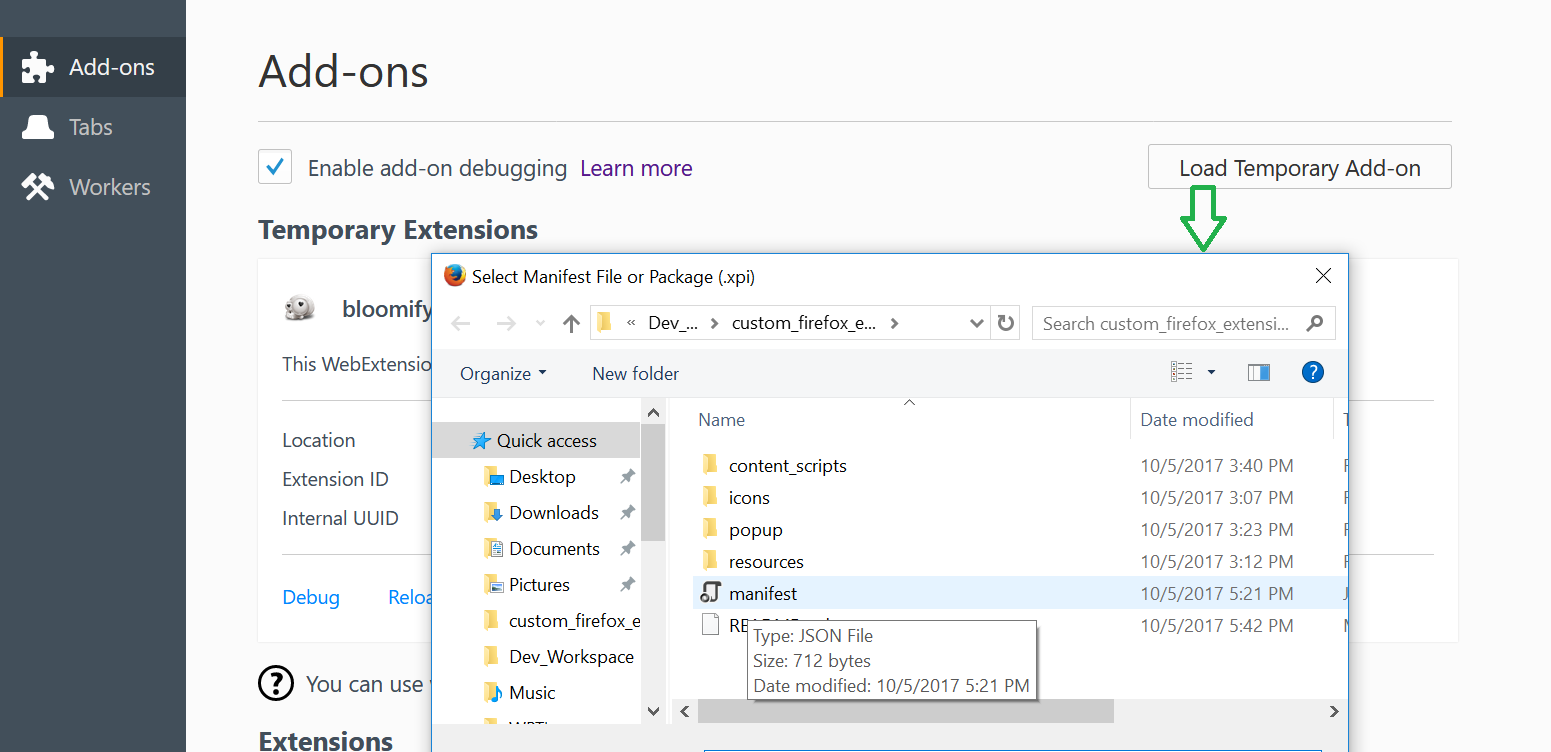 Add-ons
Tabs
Workers
Add-ons
Enable add-on debugging Learn more
Load Temporary Add-on
Temporary Extensions
bloomify
This WebExtensio
Location
Extension ID
Internal UUID
Debug Reloa
You can use
Extensions
Select Manifest File or Package (.xpi)
« Dev_... custom_firefox_e...
Search custom_firefox_extensi...
Organize New folder
Name Date modified
Quick access
Desktop
Downloads
Documents
Pictures
custom_firefox_e
Dev_Workspace
Music
content_scripts 10/5/2017 3:40 PM
icons 10/5/2017 3:07 PM
popup 10/5/2017 3:23 PM
resources 10/5/2017 3:12 PM
manifest 10/5/2017 5:21 PM
10/5/2017 5:42 PM
Type: JSON File
Size: 712 bytes
Date modified: 10/5/2017 5:21 PM